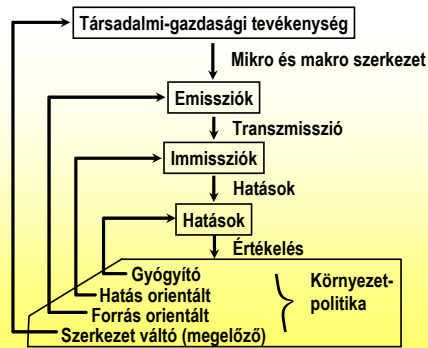 Társadalmi-gazdasági tevékenység
Mikro és makro szerkezet
Emissziók
Transzmisszió
Immissziók
Hatások
Hatások
Értékelés
Gyógyító
Hatás orientált
Forrás orientált
Szerkezet váltó (megelőző)
Környezet-
politika